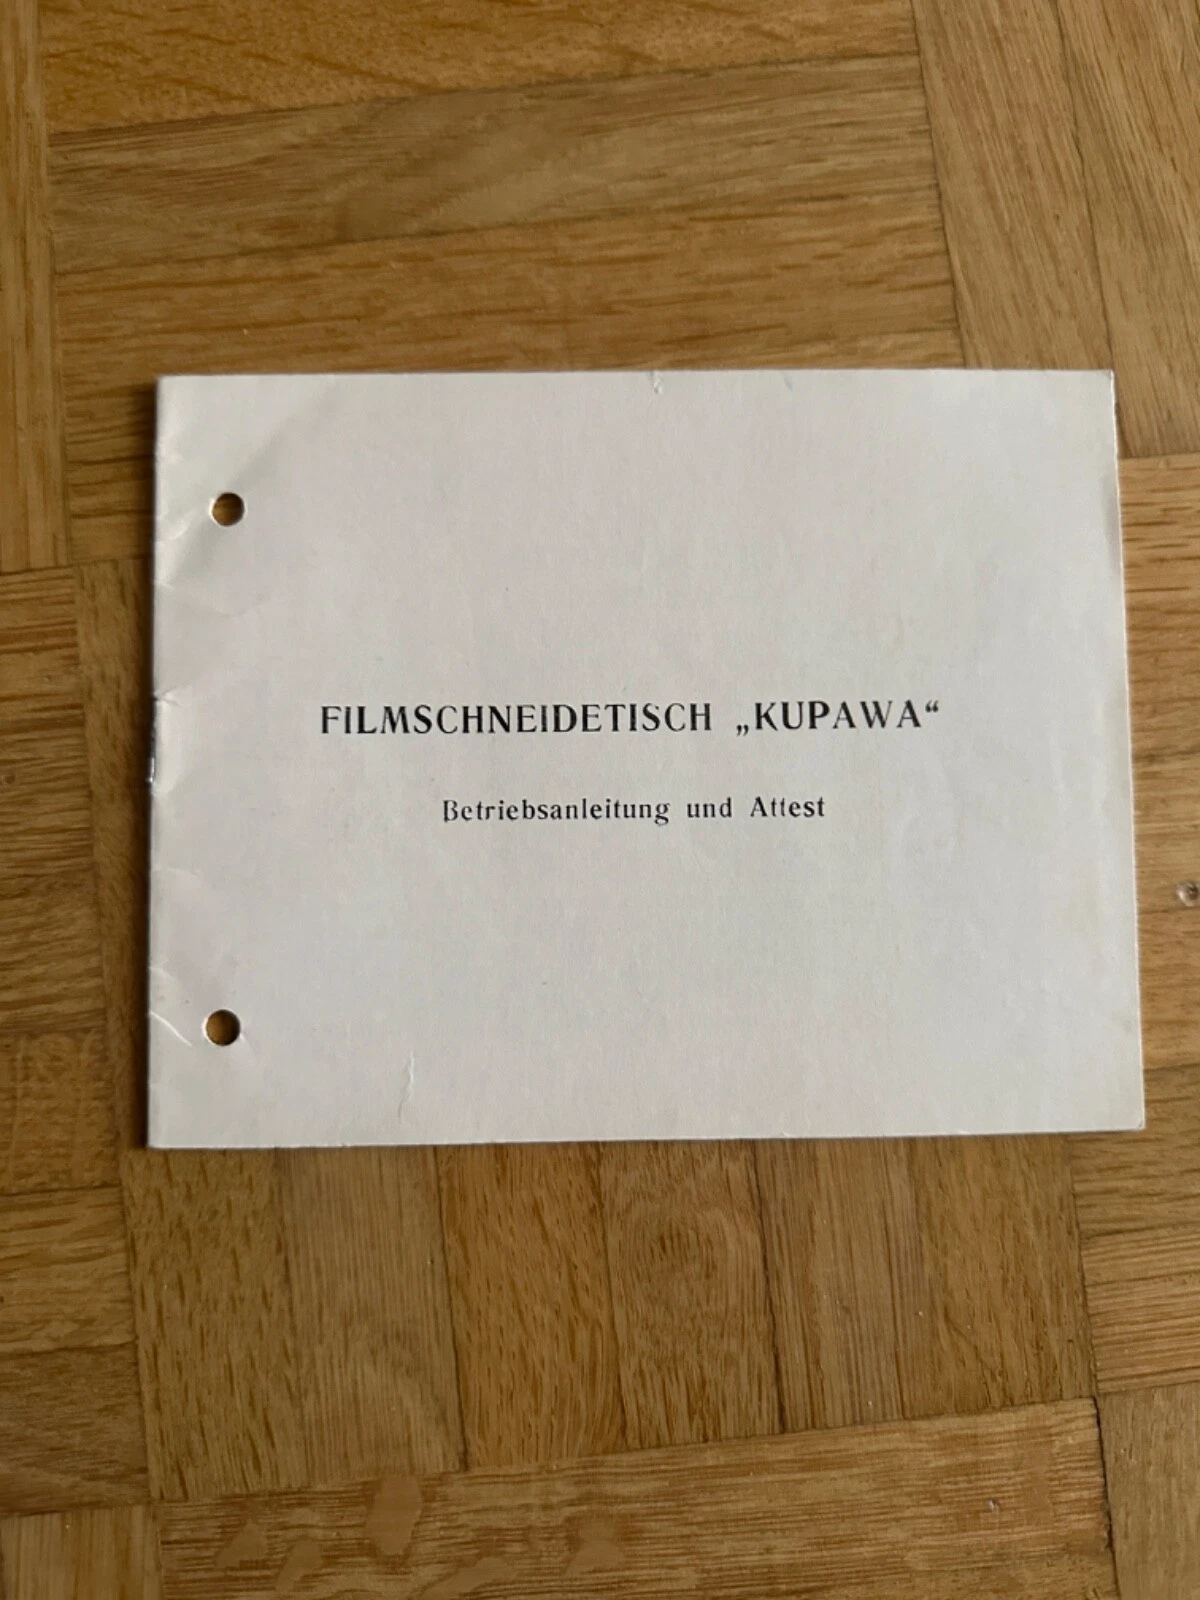 FILMSCHNEIDETISCH „KUPAWA“
Betriebsanleitung und Attest